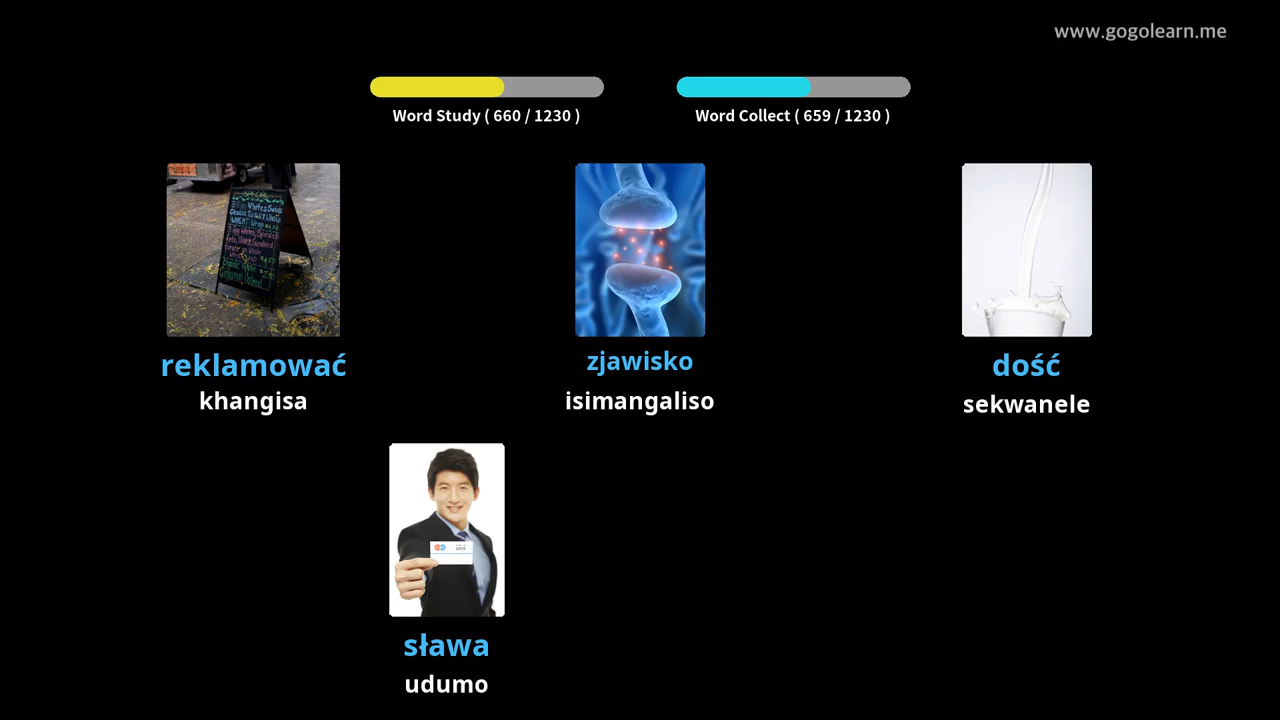 www.gogolearn.me
Word Study ( 660 / 1230 )
Word Collect ( 659 / 1230 )
reklamować
khangisa
zjawisko
isimangaliso
dość
sekwanele
sława
udumo